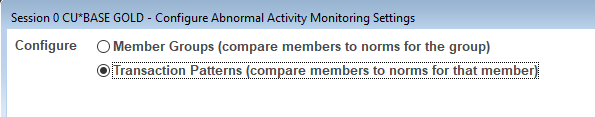 Session 0 CU*BASE GOLD - Configure Abnormal Activity Monitoring Settings
Configure Member Groups (compare members to norms for the group)
Transaction Patterns (compare members to norms for that member)